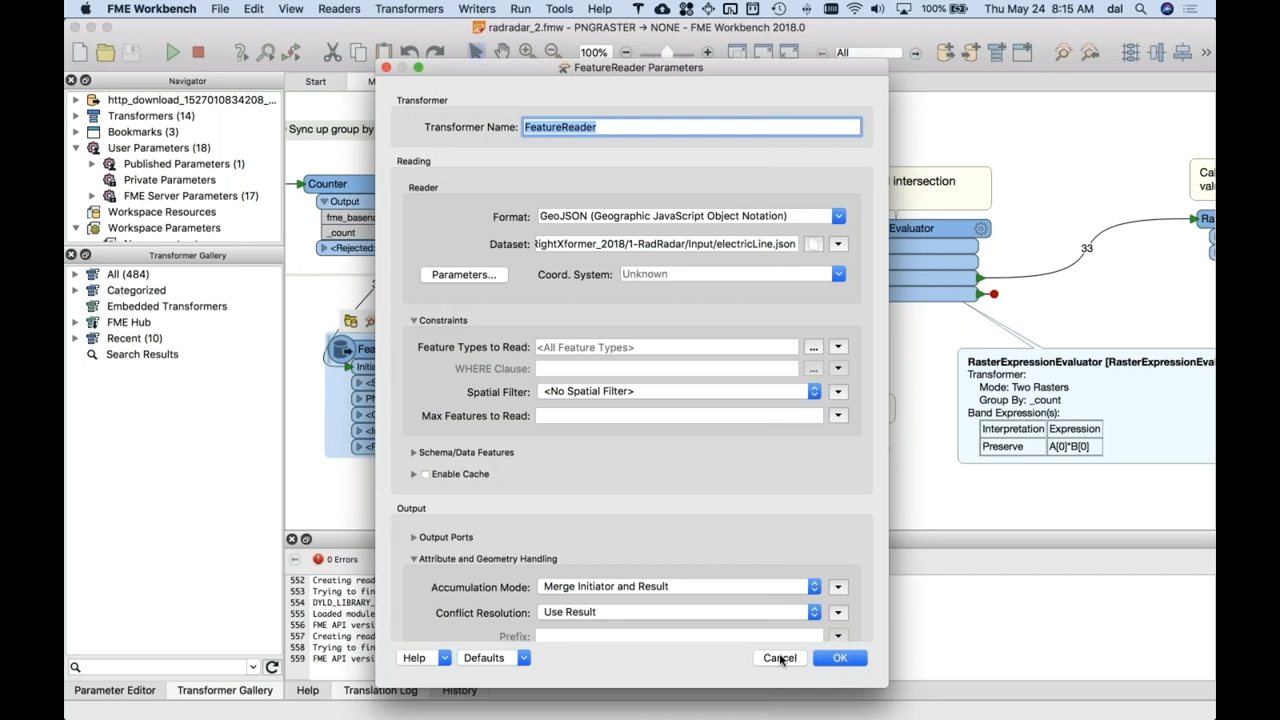 FME Workbench File Edit View Readers Transformers Writers Run Tools Help 100% Thu May 24 8:15 AM dal
radradar_2.fmw — PNGRASTER → NONE - FME Workbench 2018.0
100% All
FeatureReader Parameters
Navigator
http_download_1527010834208_...
Transformers (14)
Bookmarks (3)
User Parameters (18)
Published Parameters (1)
Private Parameters
FME Server Parameters (17)
Workspace Resources
Workspace Parameters
Transformer Gallery
All (484)
Categorized
Embedded Transformers
FME Hub
Recent (10)
Search Results
Parameter Editor Transformer Gallery Help Translation Log History
Start
Sync up group by
Counter
Output
fme_basena
_count
<Rejected:
Fea
Initia
Transformer
Transformer Name: FeatureReader
Reading
Reader
Format: GeoJSON (Geographic JavaScript Object Notation)
Dataset: RightXformer_2018/1-RadRadar/Input/electricLine.json
Parameters... Coord. System: Unknown
Constraints
Feature Types to Read: <All Feature Types> ...
WHERE Clause: ...
Spatial Filter: <No Spatial Filter>
Max Features to Read:
Schema/Data Features
Enable Cache
Output
Output Ports
Attribute and Geometry Handling
Accumulation Mode: Merge Initiator and Result
Conflict Resolution: Use Result
Prefix:
Help Defaults Cancel OK
intersection
Evaluator
33
Cal
valu
Ra
RasterExpressionEvaluator [RasterExpressionEval
Transformer:
Mode: Two Rasters
Group By: _count
Band Expression(s):
Interpretation Expression
Preserve A[0]*B[0]
0 Errors
552 Creating read
553 Trying to fin
554 DYLD_LIBRARY_
555 Loaded module
556 FME API versi
557 Creating read
558 Trying to fin
559 FME API versi